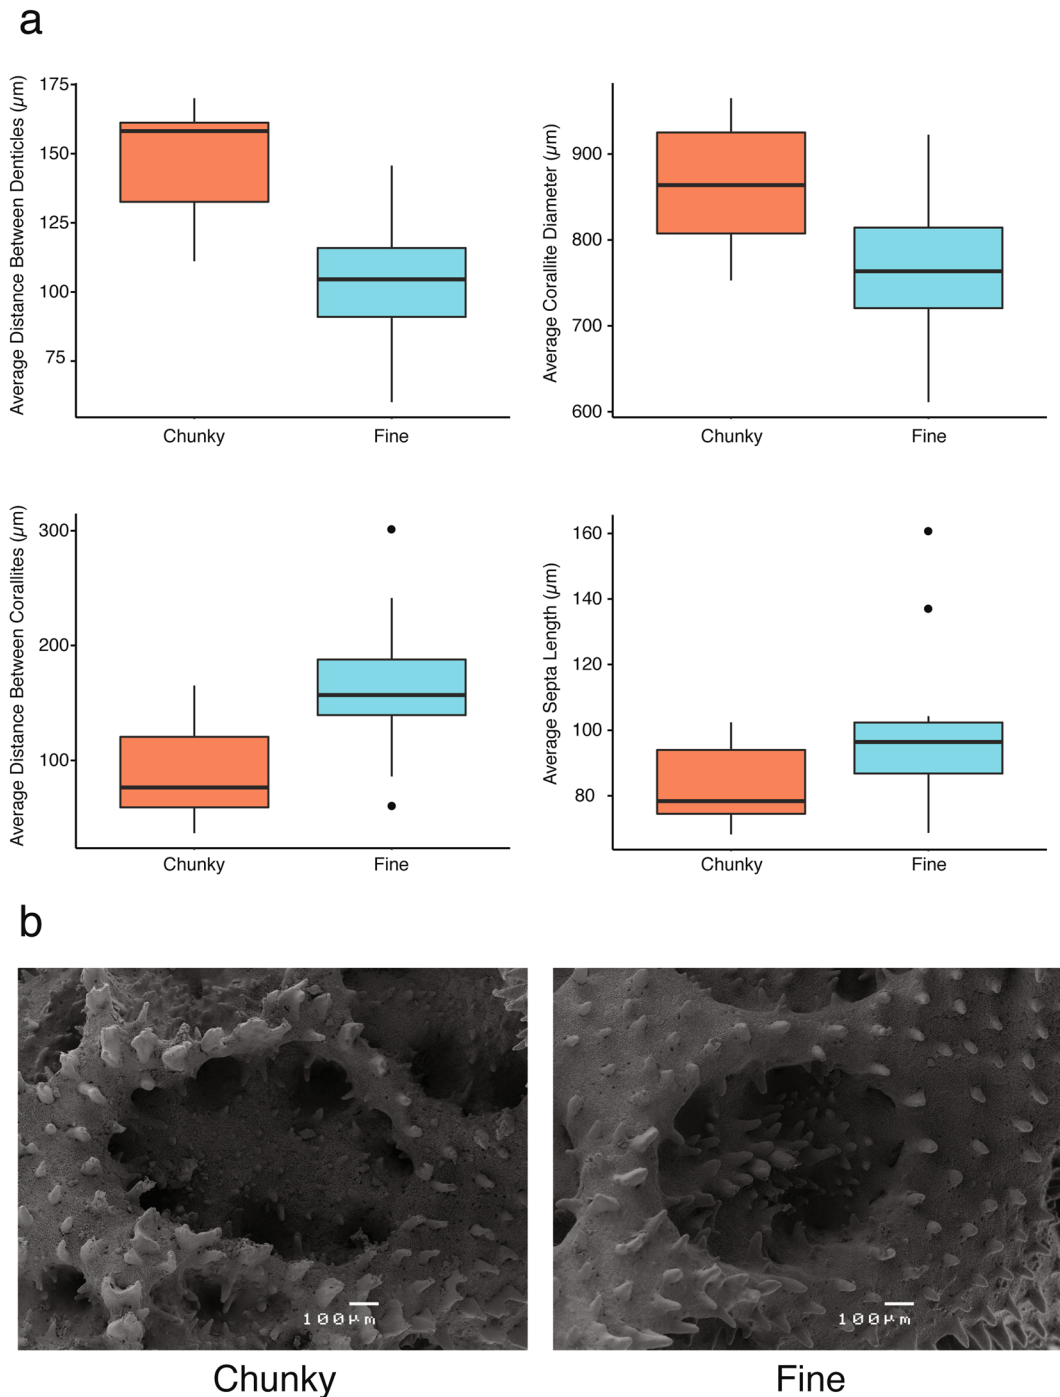 a
Average Distance Between Denticles (µm)
175
150
125
100
75
Chunky
Fine
Average Corallite Diameter (µm)
900
800
700
600
Chunky
Fine
Average Distance Between Corallites (µm)
300
200
100
Chunky
Fine
Average Septa Length (µm)
160
140
120
100
80
Chunky
Fine
b
100µm
100µm
Chunky
Fine